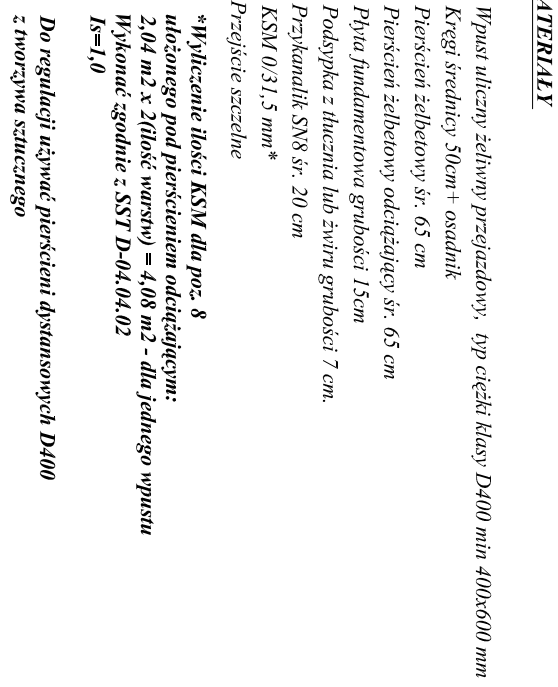 ATERIAŁY
Wpust uliczny żeliwny przejazdowy, typ ciężki klasy D400 min 400x600 mm
Kręgi średnicy 50cm+ osadnik
Pierścień żelbetowy śr. 65 cm
Pierścień żelbetowy odciążający śr. 65 cm
Płyta fundamentowa grubości 15cm
Podsypka z tłucznia lub żwiru grubości 7 cm.
Przykanalik SN8 śr. 20 cm
KSM 0/31,5 mm*
Przejście szczelne
*Wyliczenie ilości KSM dla poz. 8
ułożonego pod pierścieniem odciążającym:
2,04 m2 x 2(ilość warstw) = 4,08 m2 - dla jednego wpustu
Wykonać zgodnie z SST D-04.04.02
Is=1,0
Do regulacji używać pierścieni dystansowych D400
z tworzywa sztucznego